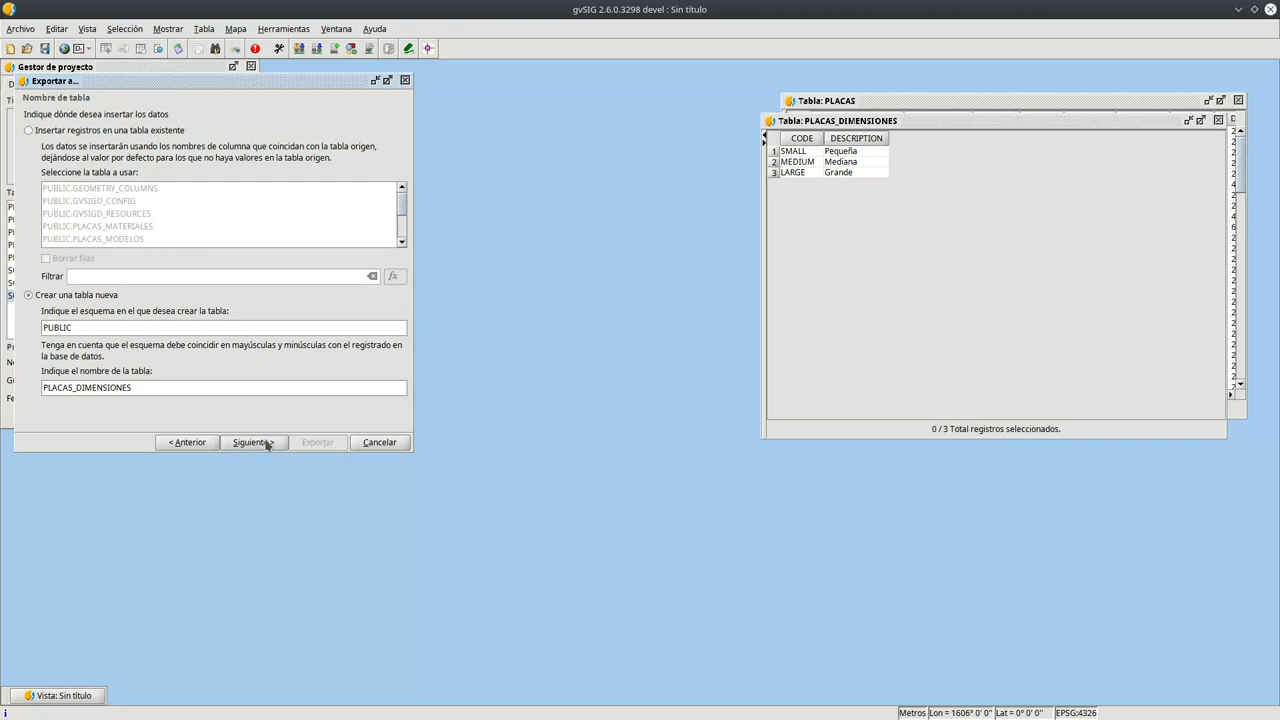 gvSIG 2.6.0.3298 devel : Sin título
Archivo Editar Vista Selección Mostrar Tabla Mapa Herramientas Ventana Ayuda
Gestor de proyecto
Exportar a...
Nombre de tabla
Indique dónde desea insertar los datos
Insertar registros en una tabla existente
Los datos se insertarán usando los nombres de columna que coincidan con la tabla origen,
dejándose al valor por defecto para los que no haya valores en la tabla origen.
Seleccione la tabla a usar:
PUBLIC.GEOMETRY_COLUMNS
PUBLIC.GVSIGD_CONFIG
PUBLIC.GVSIGD_RESOURCES
PUBLIC.PLACAS_MATERIALES
PUBLIC.PLACAS_MODELOS
Borrar filas
Filtrar
fx
Crear una tabla nueva
Indique el esquema en el que desea crear la tabla:
PUBLIC
Tenga en cuenta que el esquema debe coincidir en mayúsculas y minúsculas con el registrado en
la base de datos.
Indique el nombre de la tabla:
PLACAS_DIMENSIONES
< Anterior Siguiente > Exportar Cancelar
Tabla: PLACAS
Tabla: PLACAS_DIMENSIONES
CODE DESCRIPTION
1 SMALL Pequeña
2 MEDIUM Mediana
3 LARGE Grande
0 / 3 Total registros seleccionados.
Vista: Sin título
Metros Lon = 1606° 0' 0'' Lat = 0° 0' 0'' EPSG:4326